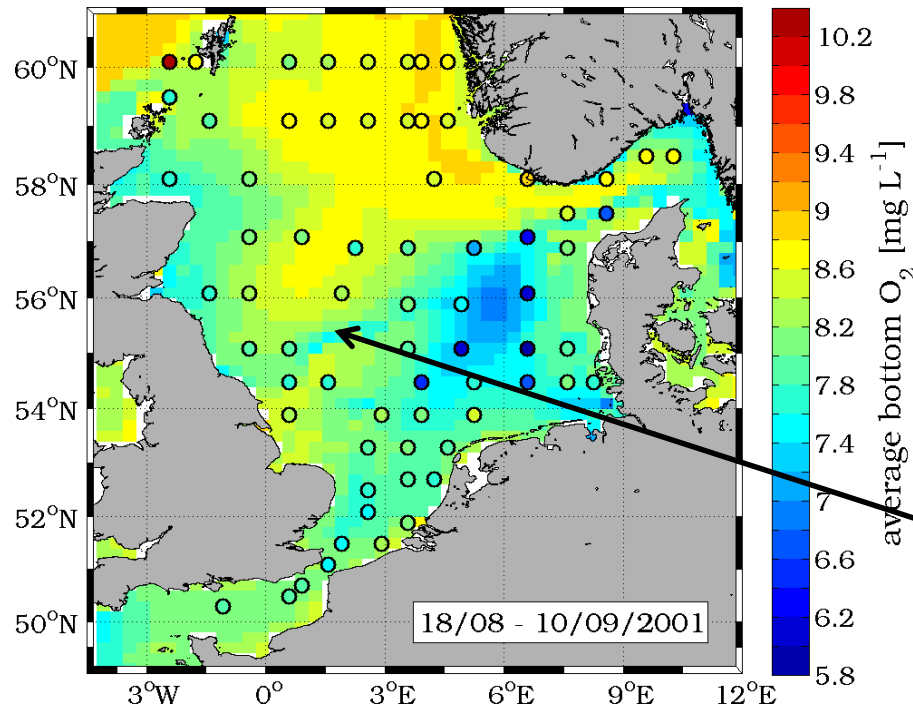 60°N
58°N
56°N
54°N
52°N
50°N
3°W
0°
3°E
6°E
9°E
12°E
18/08 - 10/09/2001
10.2
9.8
9.4
9
8.6
8.2
7.8
7.4
7
6.6
6.2
5.8
average bottom O₂ [mg L⁻¹]